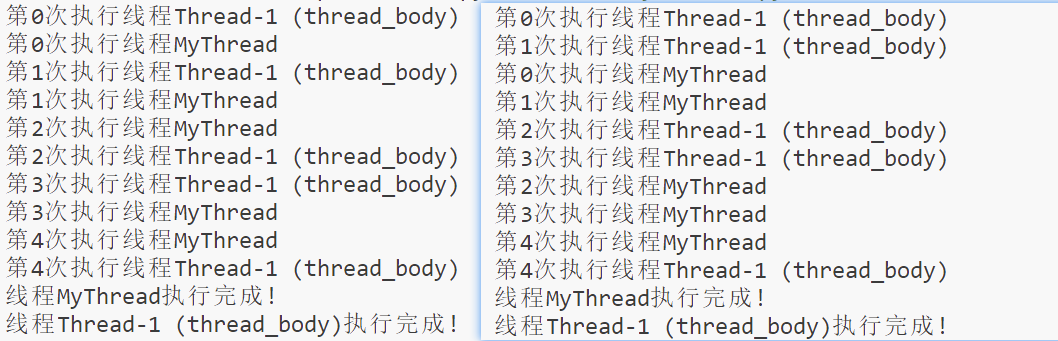 第0次执行线程Thread-1 (thread_body)
第0次执行线程MyThread
第1次执行线程Thread-1 (thread_body)
第1次执行线程MyThread
第2次执行线程MyThread
第2次执行线程Thread-1 (thread_body)
第3次执行线程Thread-1 (thread_body)
第3次执行线程MyThread
第4次执行线程MyThread
第4次执行线程Thread-1 (thread_body)
线程MyThread执行完成!
线程Thread-1 (thread_body)执行完成!
第0次执行线程Thread-1 (thread_body)
第1次执行线程Thread-1 (thread_body)
第0次执行线程MyThread
第1次执行线程MyThread
第2次执行线程Thread-1 (thread_body)
第3次执行线程Thread-1 (thread_body)
第2次执行线程MyThread
第3次执行线程MyThread
第4次执行线程MyThread
第4次执行线程Thread-1 (thread_body)
线程MyThread执行完成!
线程Thread-1 (thread_body)执行完成!